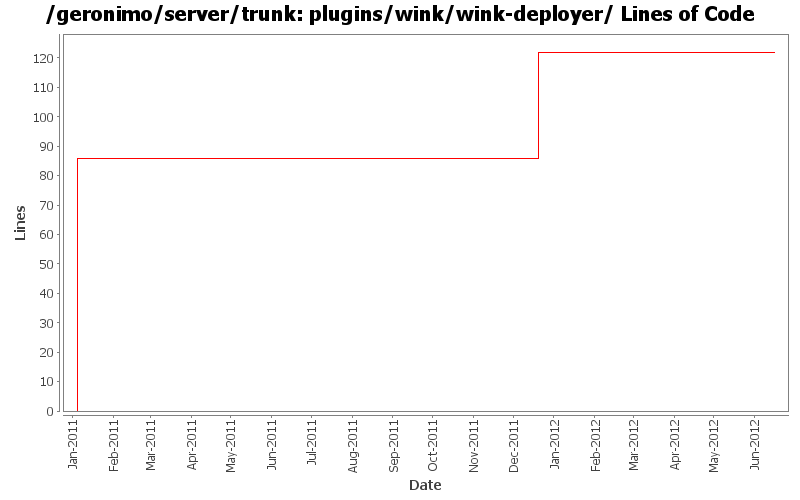 /geronimo/server/trunk: plugins/wink/wink-deployer/ Lines of Code
Lines
120
110
100
90
80
70
60
50
40
30
20
10
0
Jan-2011
Feb-2011
Mar-2011
Apr-2011
May-2011
Jun-2011
Jul-2011
Aug-2011
Sep-2011
Oct-2011
Nov-2011
Dec-2011
Jan-2012
Feb-2012
Mar-2012
Apr-2012
May-2012
Jun-2012
Date